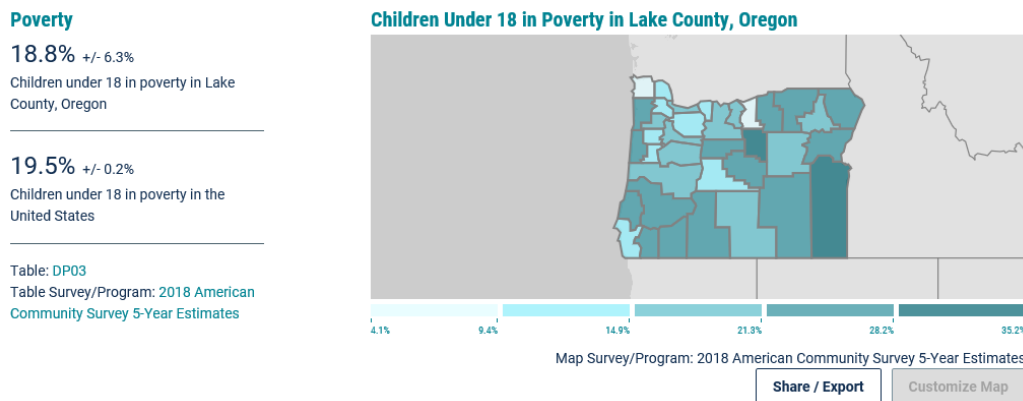 Poverty
18.8% +/- 6.3%
Children under 18 in poverty in Lake
County, Oregon
19.5% +/- 0.2%
Children under 18 in poverty in the
United States
Table: DP03
Table Survey/Program: 2018 American
Community Survey 5-Year Estimates
Children Under 18 in Poverty in Lake County, Oregon
4.1% 9.4% 14.9% 21.3% 28.2% 35.2%
Map Survey/Program: 2018 American Community Survey 5-Year Estimates
Share / Export Customize Map